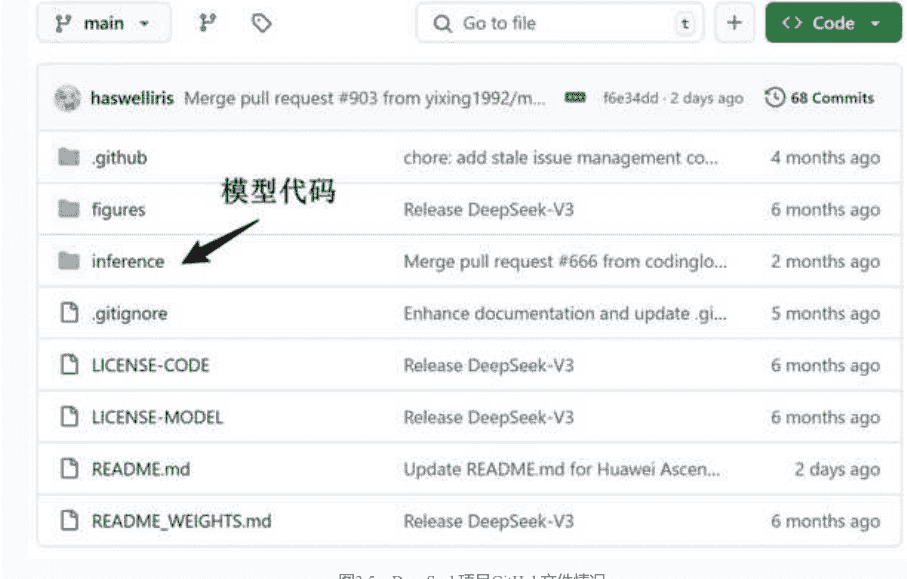 main
Go to file
t
Code
haswelliris Merge pull request #903 from yixing1992/m... f6e34dd · 2 days ago 68 Commits
.github chore: add stale issue management co... 4 months ago
模型代码
figures Release DeepSeek-V3 6 months ago
inference Merge pull request #666 from codinglo... 2 months ago
.gitignore Enhance documentation and update .gi... 5 months ago
LICENSE-CODE Release DeepSeek-V3 6 months ago
LICENSE-MODEL Release DeepSeek-V3 6 months ago
README.md Update README.md for Huawei Ascen... 2 days ago
README_WEIGHTS.md Release DeepSeek-V3 6 months ago